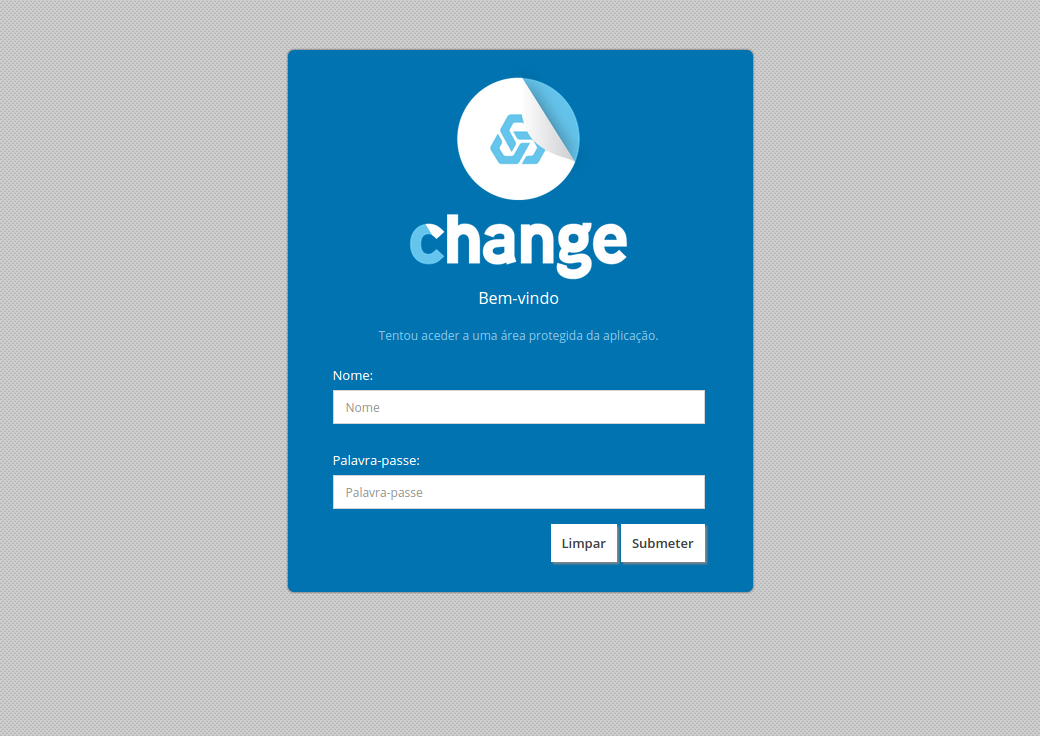 change
Bem-vindo
Tentou aceder a uma área protegida da aplicação.
Nome:
Nome
Palavra-passe:
Palavra-passe
Limpar Submeter